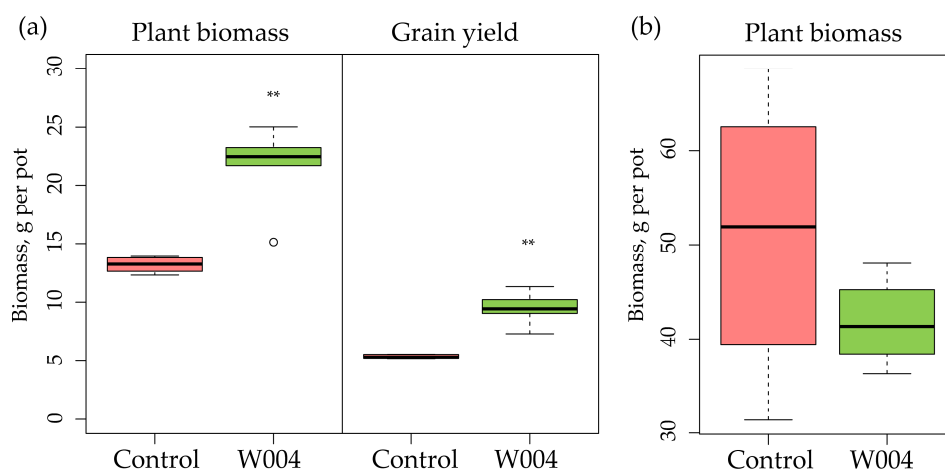 (a)
Plant biomass
Grain yield
Biomass, g per pot
30
25
20
15
10
5
0
**
**
Control
W004
Control
W004
(b)
Plant biomass
Biomass, g per pot
60
50
40
30
Control
W004